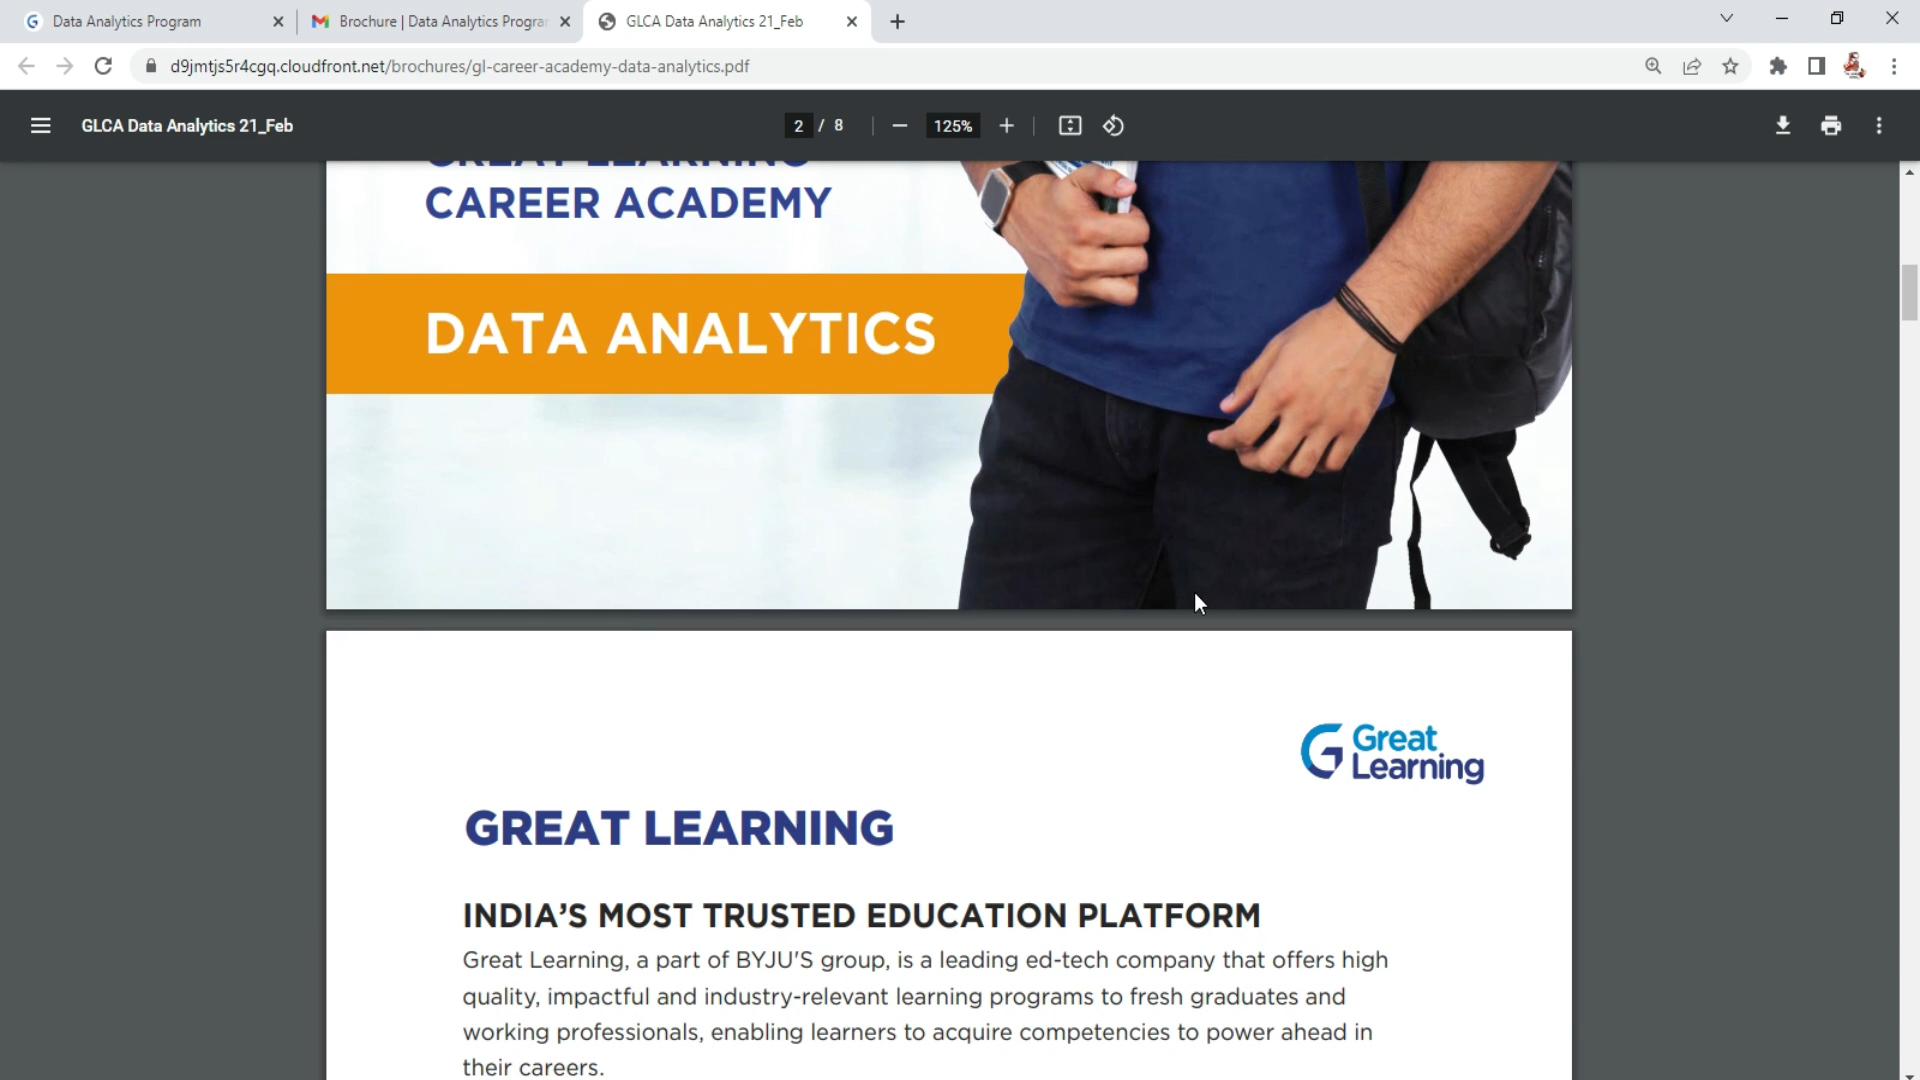 Data Analytics Program
Brochure | Data Analytics Progra
GLCA Data Analytics 21_Feb
d9jmtjs5r4cgq.cloudfront.net/brochures/gl-career-academy-data-analytics.pdf
GLCA Data Analytics 21_Feb
2 / 8
125%
GREAT LEARNING
CAREER ACADEMY
DATA ANALYTICS
Great
Learning
GREAT LEARNING
INDIA'S MOST TRUSTED EDUCATION PLATFORM
Great Learning, a part of BYJU'S group, is a leading ed-tech company that offers high
quality, impactful and industry-relevant learning programs to fresh graduates and
working professionals, enabling learners to acquire competencies to power ahead in
their careers.